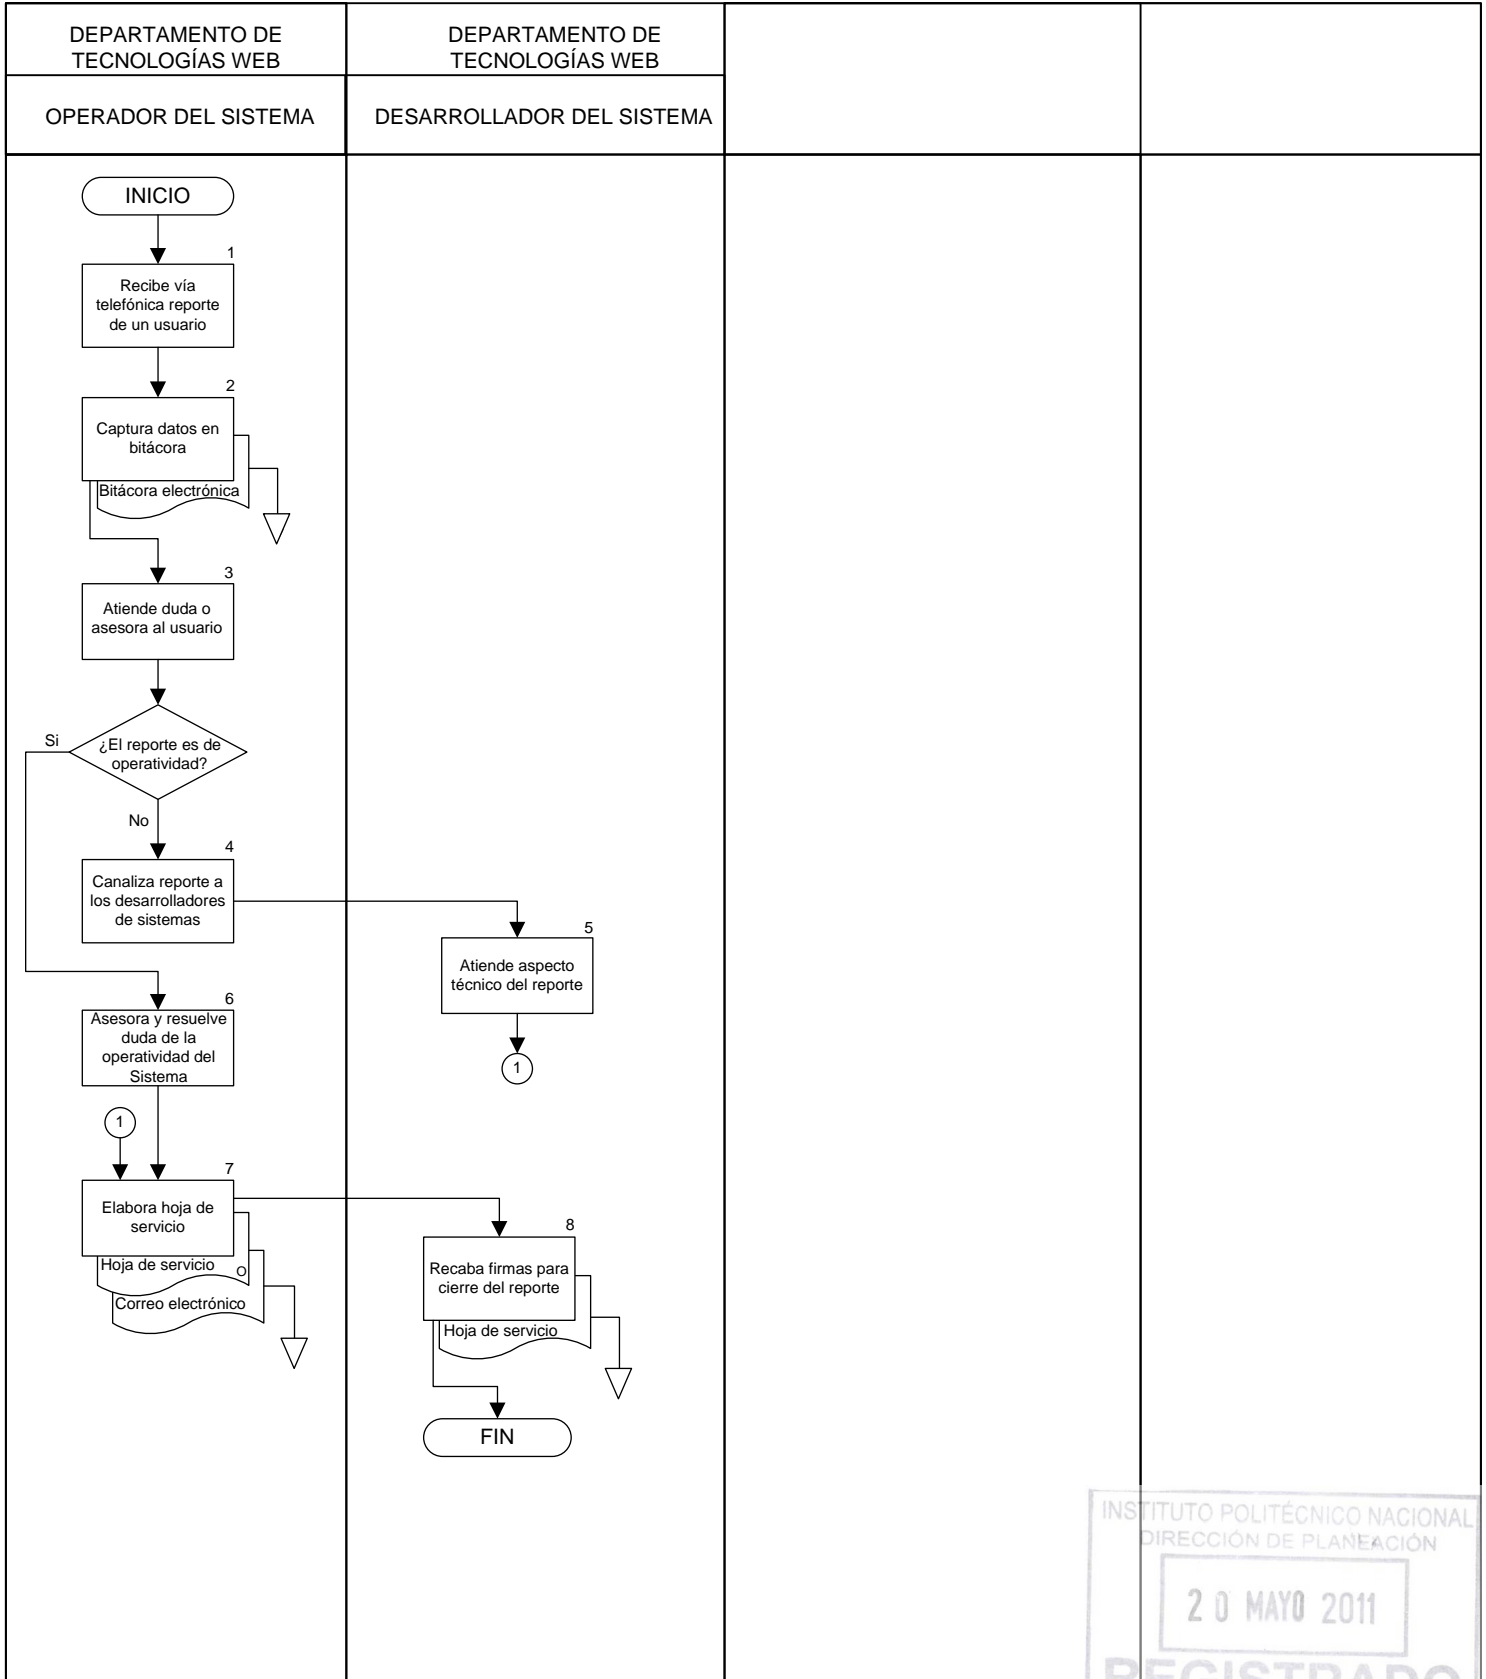 DEPARTAMENTO DE
TECNOLOGÍAS WEB
DEPARTAMENTO DE
TECNOLOGÍAS WEB
OPERADOR DEL SISTEMA
DESARROLLADOR DEL SISTEMA
INICIO
1
Recibe vía
telefónica reporte
de un usuario
2
Captura datos en
bitácora
Bitácora electrónica
3
Atiende duda o
asesora al usuario
¿El reporte es de
operatividad?
Si
No
4
Canaliza reporte a
los desarrolladores
de sistemas
5
Atiende aspecto
técnico del reporte
1
6
Asesora y resuelve
duda de la
operatividad del
Sistema
1
7
Elabora hoja de
servicio
Hoja de servicio
O
Correo electrónico
8
Recaba firmas para
cierre del reporte
Hoja de servicio
FIN
INSTITUTO POLITÉCNICO NACIONAL
DIRECCIÓN DE PLANEACIÓN
20 MAYO 2011
REGISTRADO